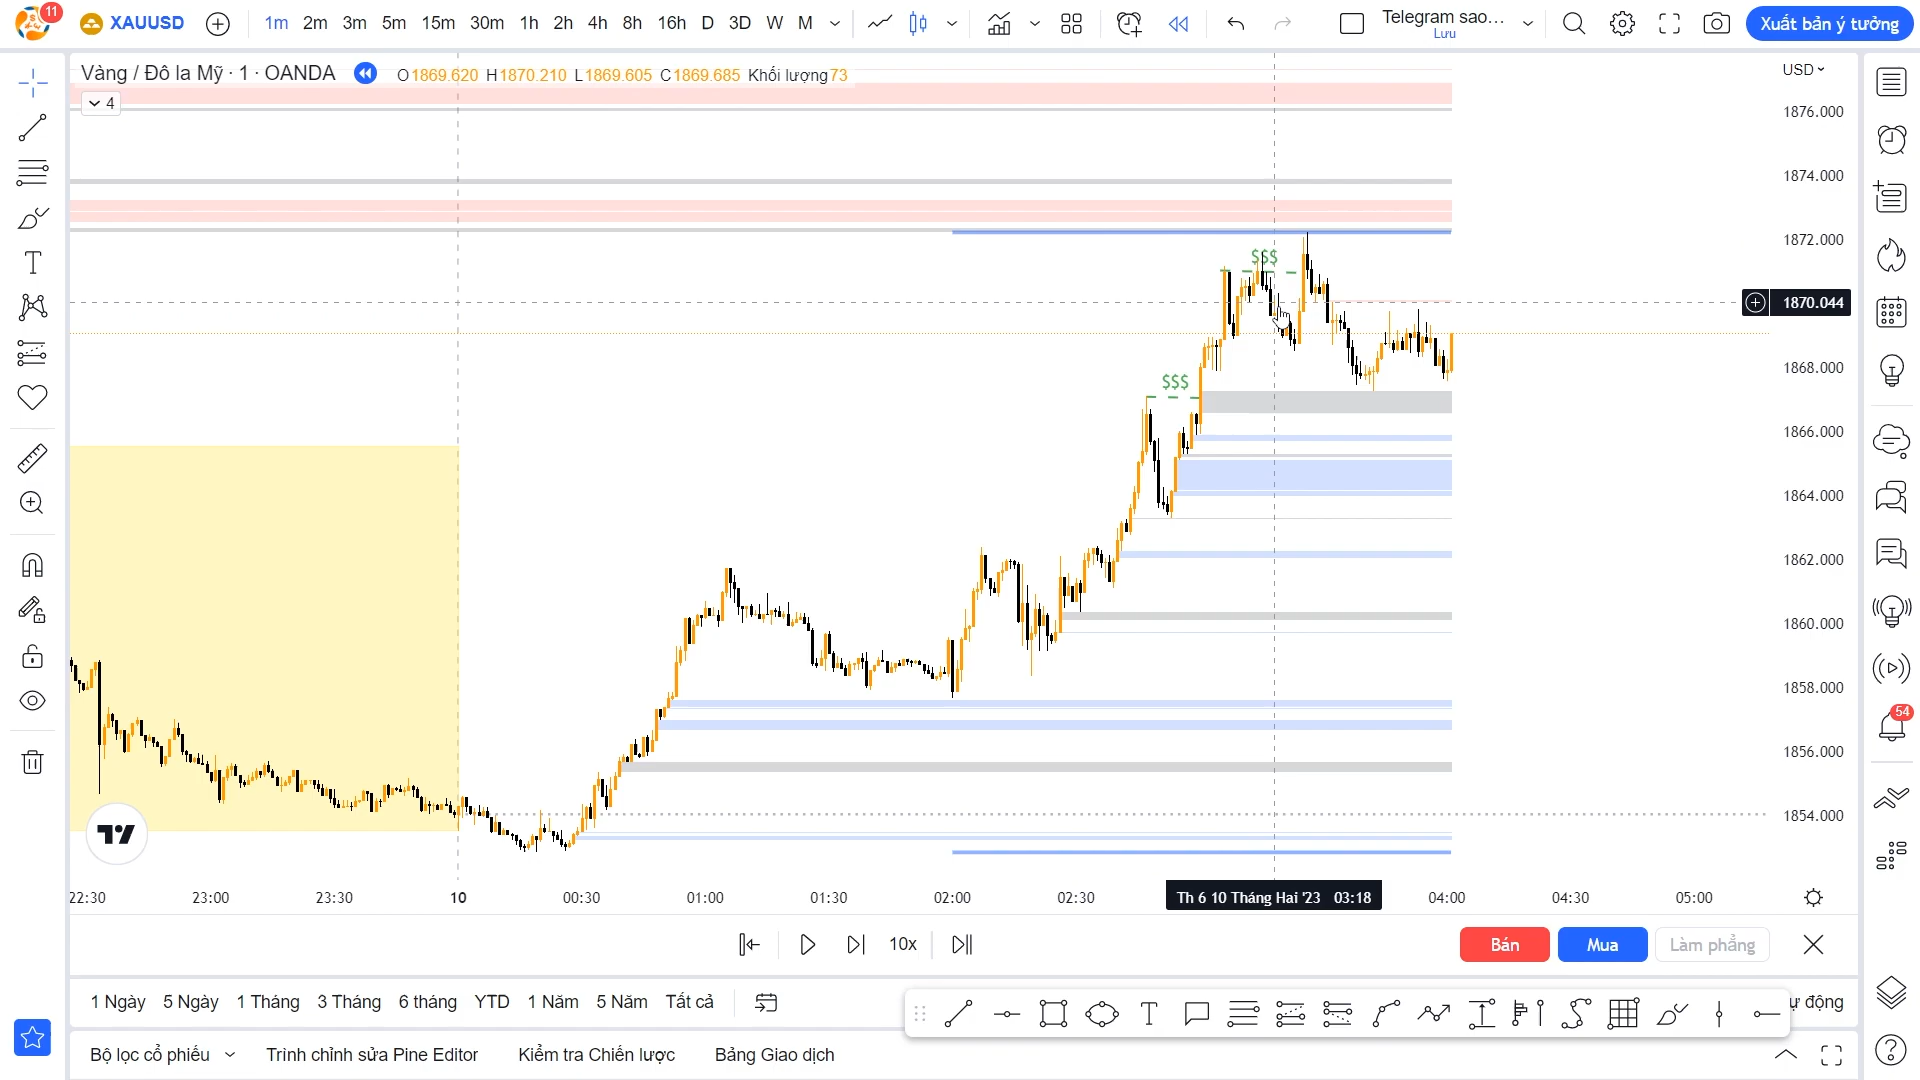 11
XAUUSD
1m 2m 3m 5m 15m 30m 1h 2h 4h 8h 16h D 3D W M
Telegram sao...
Lưu
Xuất bản ý tưởng
Vàng / Đô la Mỹ · 1 · OANDA
O1869.620 H1870.210 L1869.605 C1869.685 Khối lượng73
4
USD
1876.000
1874.000
1872.000
1870.044
1868.000
1866.000
1864.000
1862.000
1860.000
1858.000
1856.000
1854.000
$$$
$$$
54
22:30 23:00 23:30 10 00:30 01:00 01:30 02:00 02:30 Th 6 10 Tháng Hai '23 03:18 04:00 04:30 05:00
10x
Bán
Mua
Làm phẳng
1 Ngày 5 Ngày 1 Tháng 3 Tháng 6 tháng YTD 1 Năm 5 Năm Tất cả
ự động
Bộ lọc cổ phiếu
Trình chỉnh sửa Pine Editor
Kiểm tra Chiến lược
Bảng Giao dịch